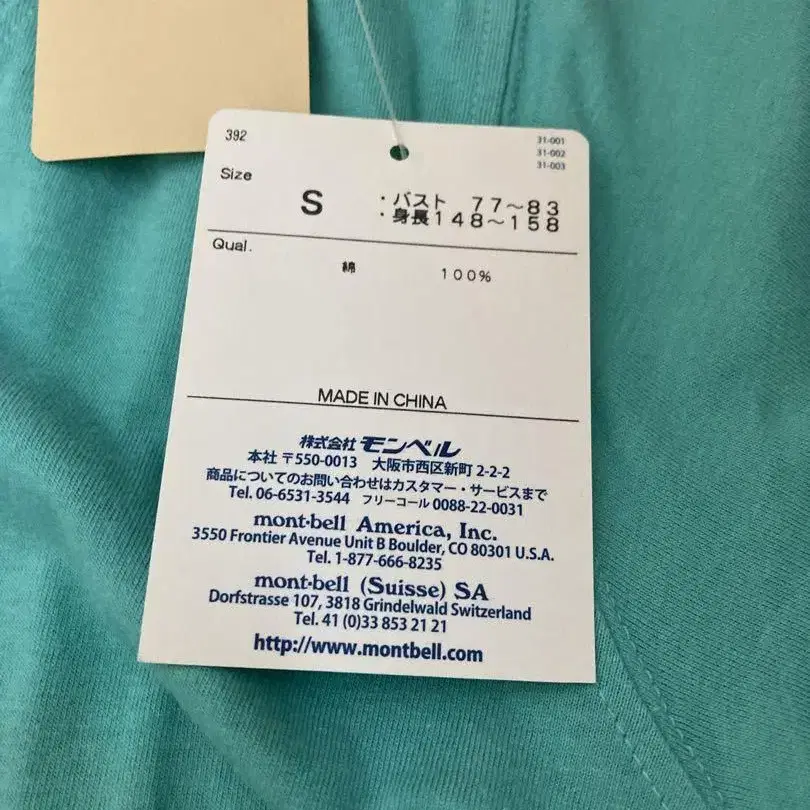 392
31-001
31-002
31-003
Size
S
・バスト 77～83
・身長148～158
Qual.
綿 100%
MADE IN CHINA
株式会社 モンベル
本社 〒550-0013 大阪市西区新町 2-2-2
商品についてのお問い合わせはカスタマー・サービスまで
Tel. 06-6531-3544 フリーコール 0088-22-0031
mont-bell America, Inc.
3550 Frontier Avenue Unit B Boulder, CO 80301 U.S.A.
Tel. 1-877-666-8235
mont-bell (Suisse) SA
Dorfstrasse 107, 3818 Grindelwald Switzerland
Tel. 41 (0)33 853 21 21
http://www.montbell.com